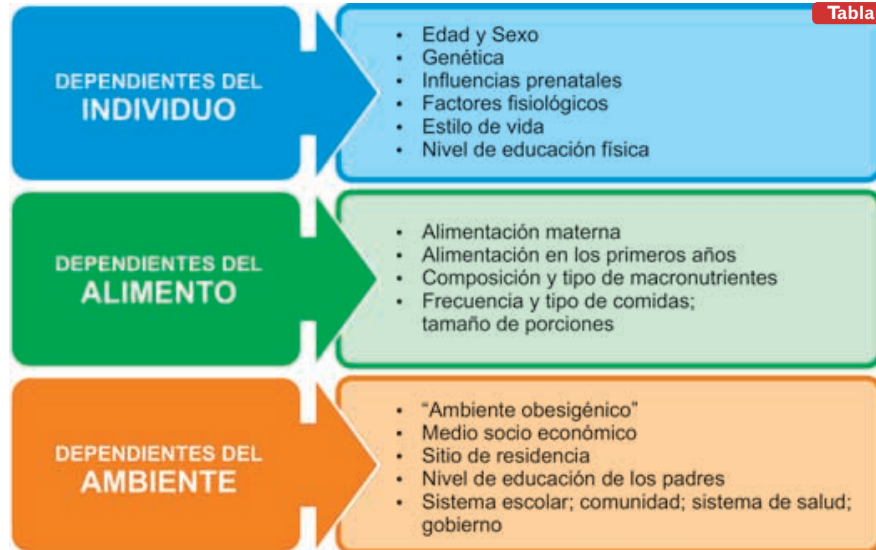 Tabla
DEPENDIENTES DEL
INDIVIDUO
• Edad y Sexo
• Genética
• Influencias prenatales
• Factores fisiológicos
• Estilo de vida
• Nivel de educación física
DEPENDIENTES DEL
ALIMENTO
• Alimentación materna
• Alimentación en los primeros años
• Composición y tipo de macronutrientes
• Frecuencia y tipo de comidas;
tamaño de porciones
DEPENDIENTES DEL
AMBIENTE
• “Ambiente obesigénico”
• Medio socio económico
• Sitio de residencia
• Nivel de educación de los padres
• Sistema escolar; comunidad; sistema de salud;
gobierno